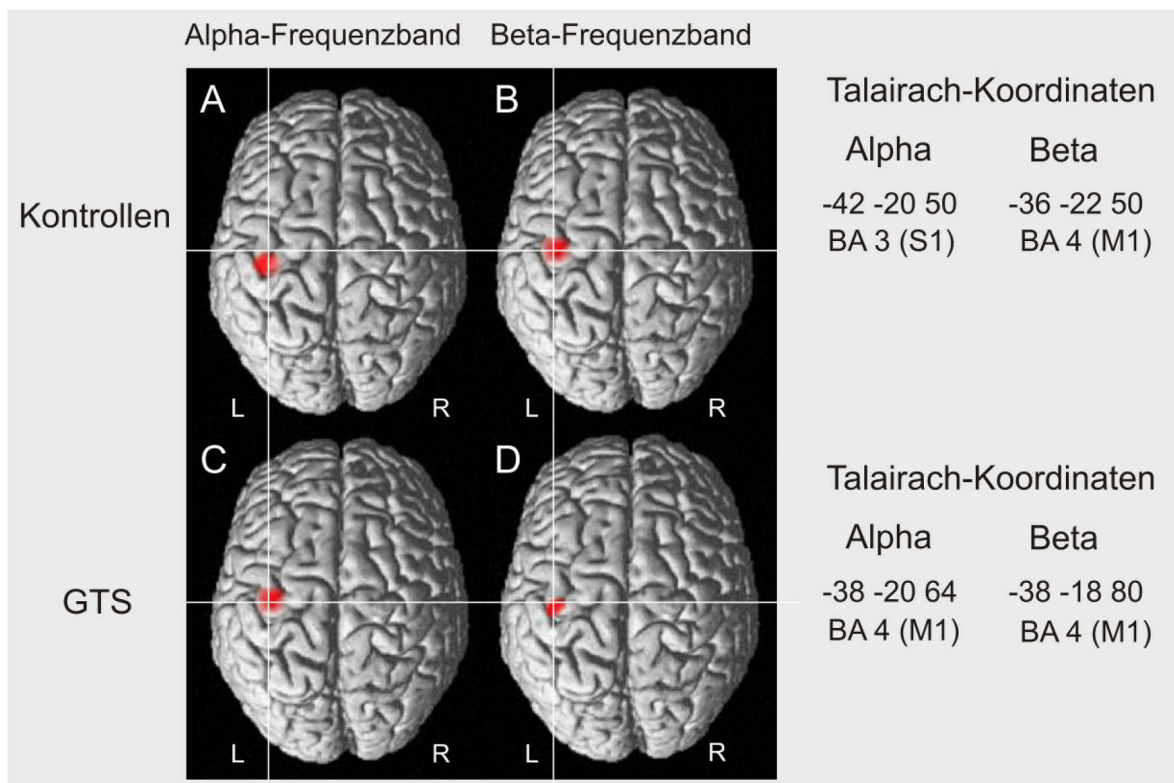 Alpha-Frequenzband Beta-Frequenzband
A B
Talairach-Koordinaten
Alpha Beta
Kontrollen
-42 -20 50 -36 -22 50
BA 3 (S1) BA 4 (M1)
L R L R
C D
Talairach-Koordinaten
Alpha Beta
GTS
-38 -20 64 -38 -18 80
BA 4 (M1) BA 4 (M1)
L R L R